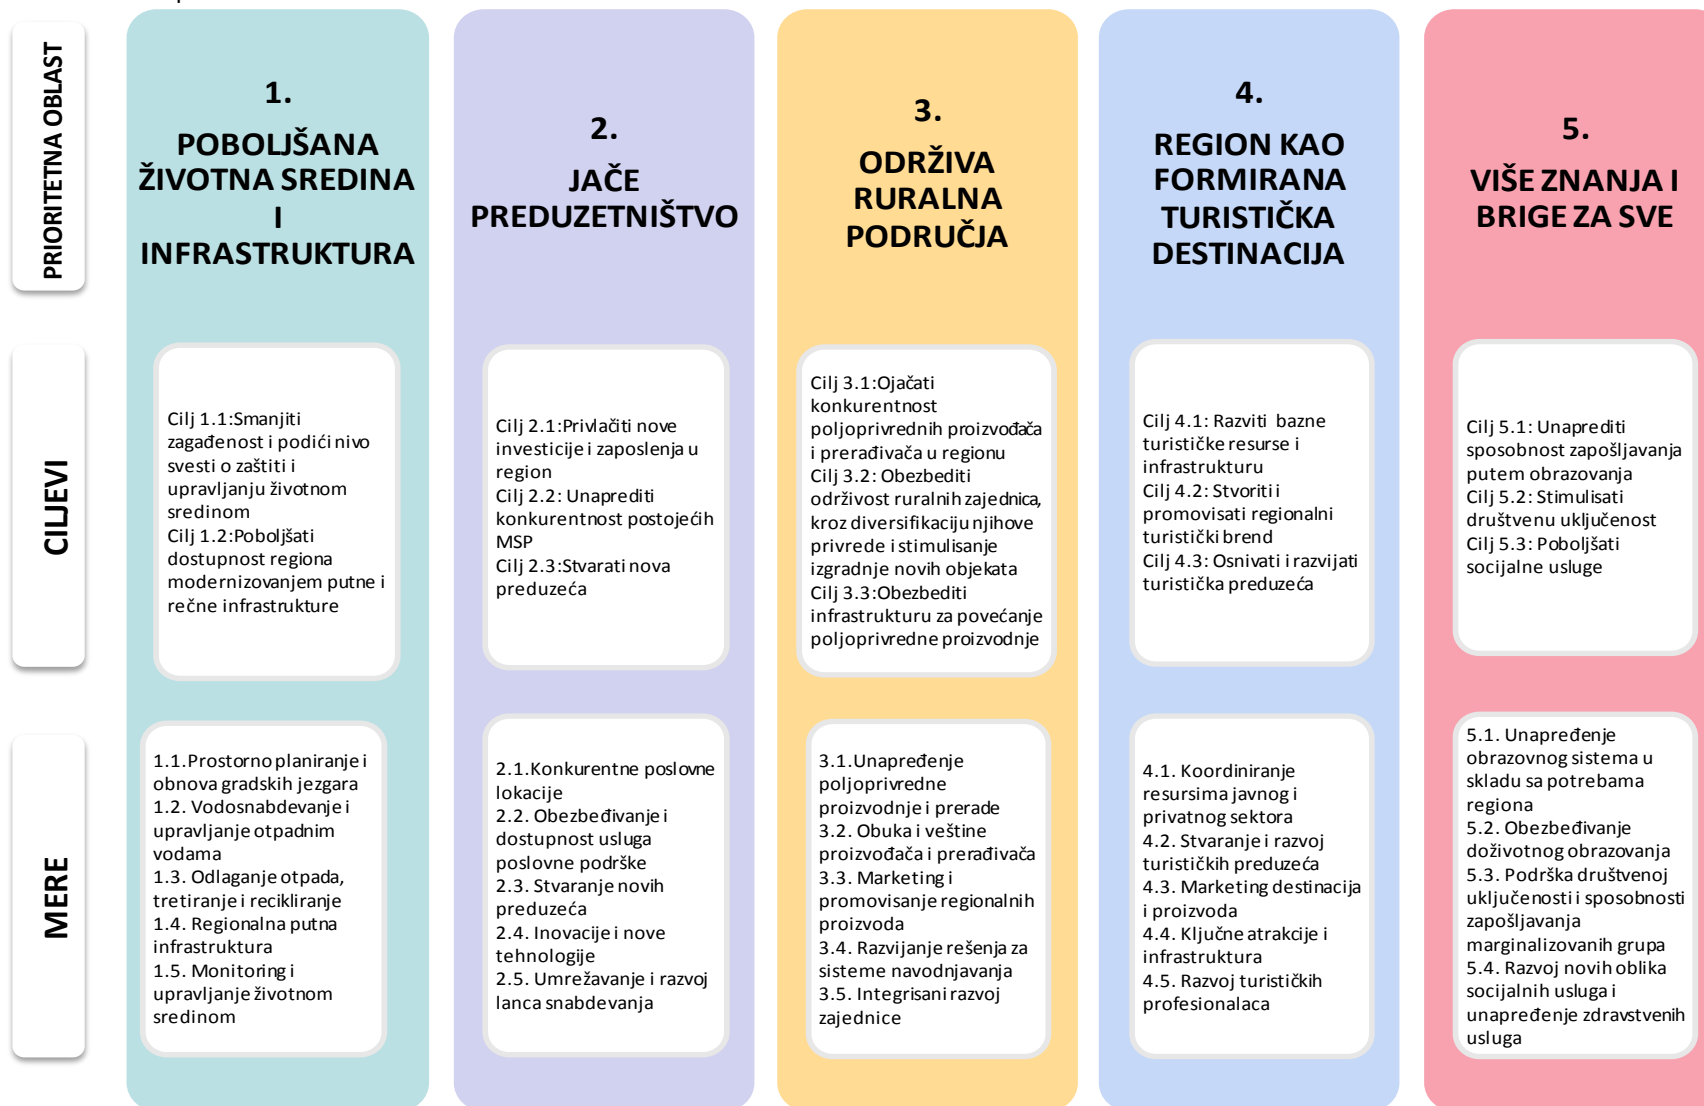 PRIORITETNA OBLAST
1.
POBOLJŠANA
ŽIVOTNA SREDINA
I
INFRASTRUKTURA
2.
JAČE
PREDUZETNIŠTVO
3.
ODRŽIVA
RURALNA
PODRUČJA
4.
REGION KAO
FORMIRANA
TURISTIČKA
DESTINACIJA
5.
VIŠE ZNANJA I
BRIGE ZA SVE
CILJEVI
Cilj 1.1:Smanjiti
zagađenost i podići nivo
svesti o zaštiti i
upravljanju životnom
sredinom
Cilj 1.2:Poboljšati
dostupnost regiona
modernizovanjem putne i
rečne infrastrukture
Cilj 2.1:Privlačiti nove
investicije i zaposlenja u
region
Cilj 2.2: Unaprediti
konkurentnost postojećih
MSP
Cilj 2.3:Stvarati nova
preduzeća
Cilj 3.1:Ojačati
konkurentnost
poljoprivrednih proizvođača
i prerađivača u regionu
Cilj 3.2: Obezbediti
održivost ruralnih zajednica,
kroz diversifikaciju njihove
privrede i stimulisanje
izgradnje novih objekata
Cilj 3.3:Obezbediti
infrastrukturu za povećanje
poljoprivredne proizvodnje
Cilj 4.1: Razviti bazne
turističke resurse i
infrastrukturu
Cilj 4.2: Stvoriti i
promovisati regionalni
turistički brend
Cilj 4.3: Osnivati i razvijati
turistička preduzeća
Cilj 5.1: Unaprediti
sposobnost zapošljavanja
putem obrazovanja
Cilj 5.2: Stimulisati
društvenu uključenost
Cilj 5.3: Poboljšati
socijalne usluge
MERE
1.1.Prostorno planiranje i
obnova gradskih jezgara
1.2. Vodosnabdevanje i
upravljanje otpadnim
vodama
1.3. Odlaganje otpada,
tretiranje i recikliranje
1.4. Regionalna putna
infrastruktura
1.5. Monitoring i
upravljanje životnom
sredinom
2.1.Konkurentne poslovne
lokacije
2.2. Obezbeđivanje i
dostupnost usluga
poslovne podrške
2.3. Stvaranje novih
preduzeća
2.4. Inovacije i nove
tehnologije
2.5. Umrežavanje i razvoj
lanca snabdevanja
3.1.Unapređenje
poljoprivredne
proizvodnje i prerade
3.2. Obuka i veštine
proizvođača i prerađivača
3.3. Marketing i
promovisanje regionalnih
proizvoda
3.4. Razvijanje rešenja za
sisteme navodnjavanja
3.5. Integrisani razvoj
zajednice
4.1. Koordiniranje
resursima javnog i
privatnog sektora
4.2. Stvaranje i razvoj
turističkih preduzeća
4.3. Marketing destinacija
i proizvoda
4.4. Ključne atrakcije i
infrastruktura
4.5. Razvoj turističkih
profesionalaca
5.1. Unapređenje
obrazovnog sistema u
skladu sa potrebama
regiona
5.2. Obezbeđivanje
doživotnog obrazovanja
5.3. Podrška društvenoj
uključenosti i sposobnosti
zapošljavanja
marginalizovanih grupa
5.4. Razvoj novih oblika
socijalnih usluga i
unapređenje zdravstvenih
usluga